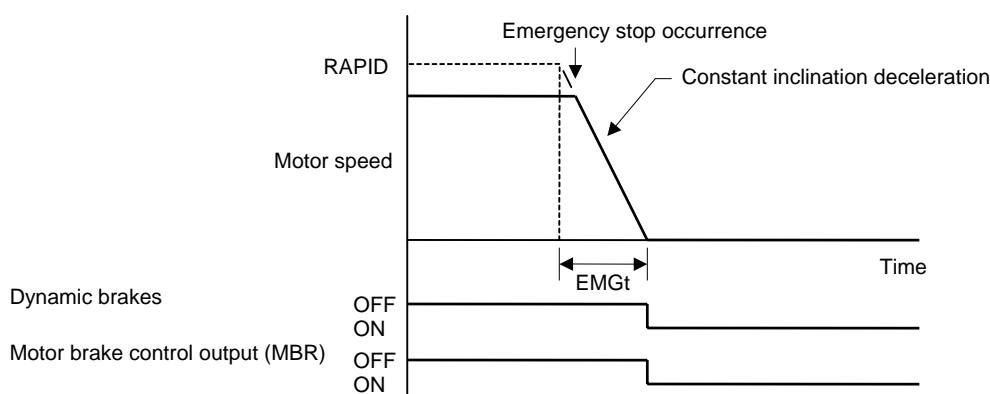 Emergency stop occurrence
RAPID
Constant inclination deceleration
Motor speed
Time
EMGt
Dynamic brakes
OFF
ON
Motor brake control output (MBR)
OFF
ON